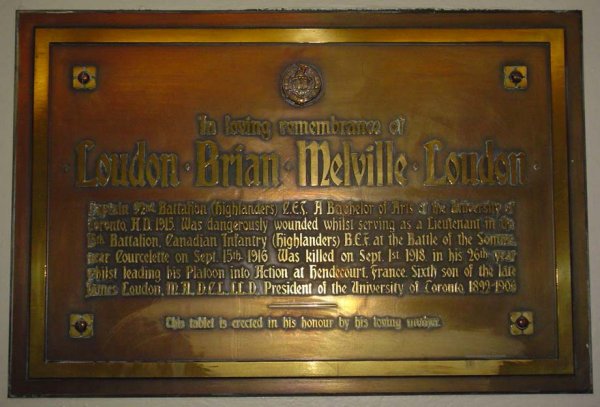 In loving remembrance of
Loudon · Brian · Melville · Loudon
Captain 92nd Battalion (Highlanders) C.E.F. A Bachelor of Arts of the University of
Toronto, A.D. 1915. Was dangerously wounded whilst serving as a Lieutenant in the
Battalion, Canadian Infantry (Highlanders) B.E.F. at the Battle of the Somme,
near Courcelette on Sept. 15th. 1916. Was killed on Sept. 1st 1918. in his 26th year
whilst leading his Platoon into Action at Hendecourt, France. Sixth son of the late
James Loudon, M.A., D.C.L., LL.D., President of the University of Toronto,
This tablet is erected in his honour by his loving mother.